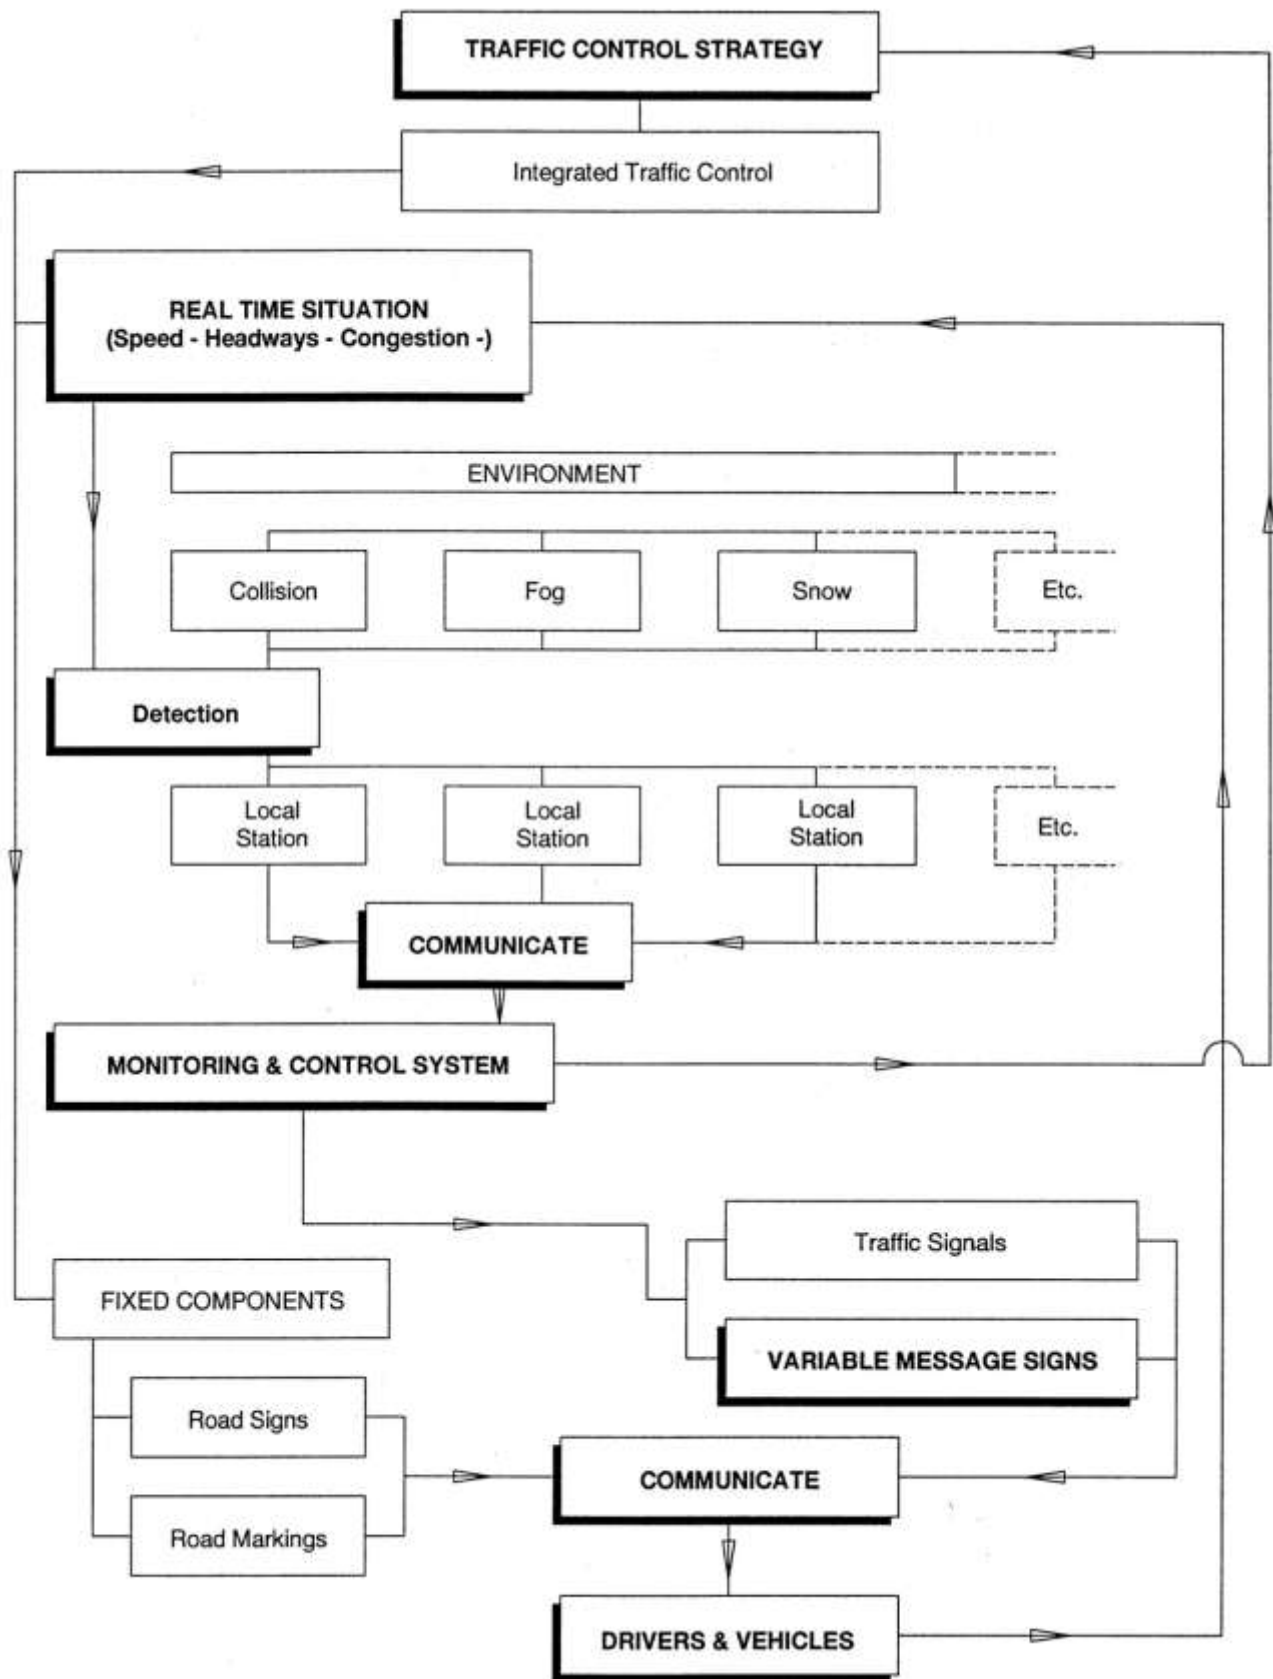 TRAFFIC CONTROL STRATEGY
Integrated Traffic Control
REAL TIME SITUATION
(Speed - Headways - Congestion -)
ENVIRONMENT
Collision
Fog
Snow
Etc.
Detection
Local
Station
Local
Station
Local
Station
Etc.
COMMUNICATE
MONITORING & CONTROL SYSTEM
Traffic Signals
FIXED COMPONENTS
VARIABLE MESSAGE SIGNS
Road Signs
COMMUNICATE
Road Markings
DRIVERS & VEHICLES